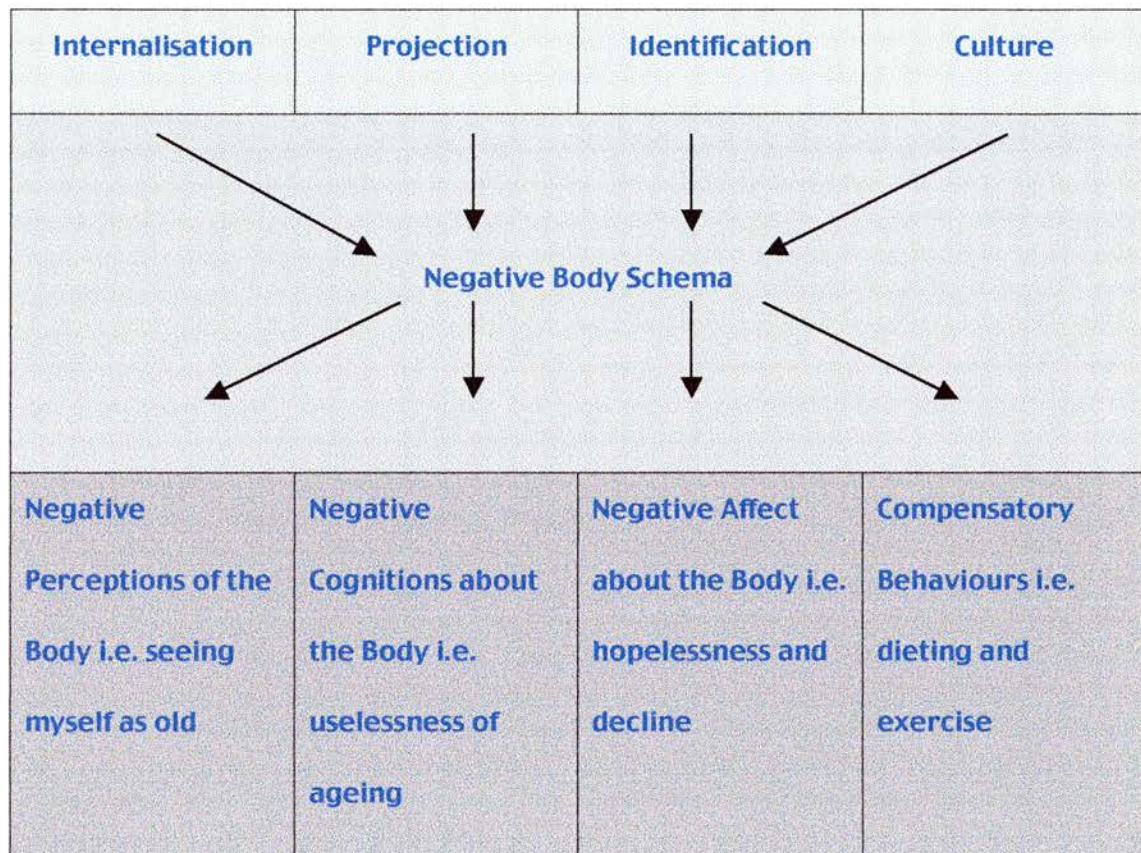 Internalisation
Projection
Identification
Culture
Negative Body Schema
Negative
Perceptions of the
Body i.e. seeing
myself as old
Negative
Cognitions about
the Body i.e.
uselessness of
ageing
Negative Affect
about the Body i.e.
hopelessness and
decline
Compensatory
Behaviours i.e.
dieting and
exercise